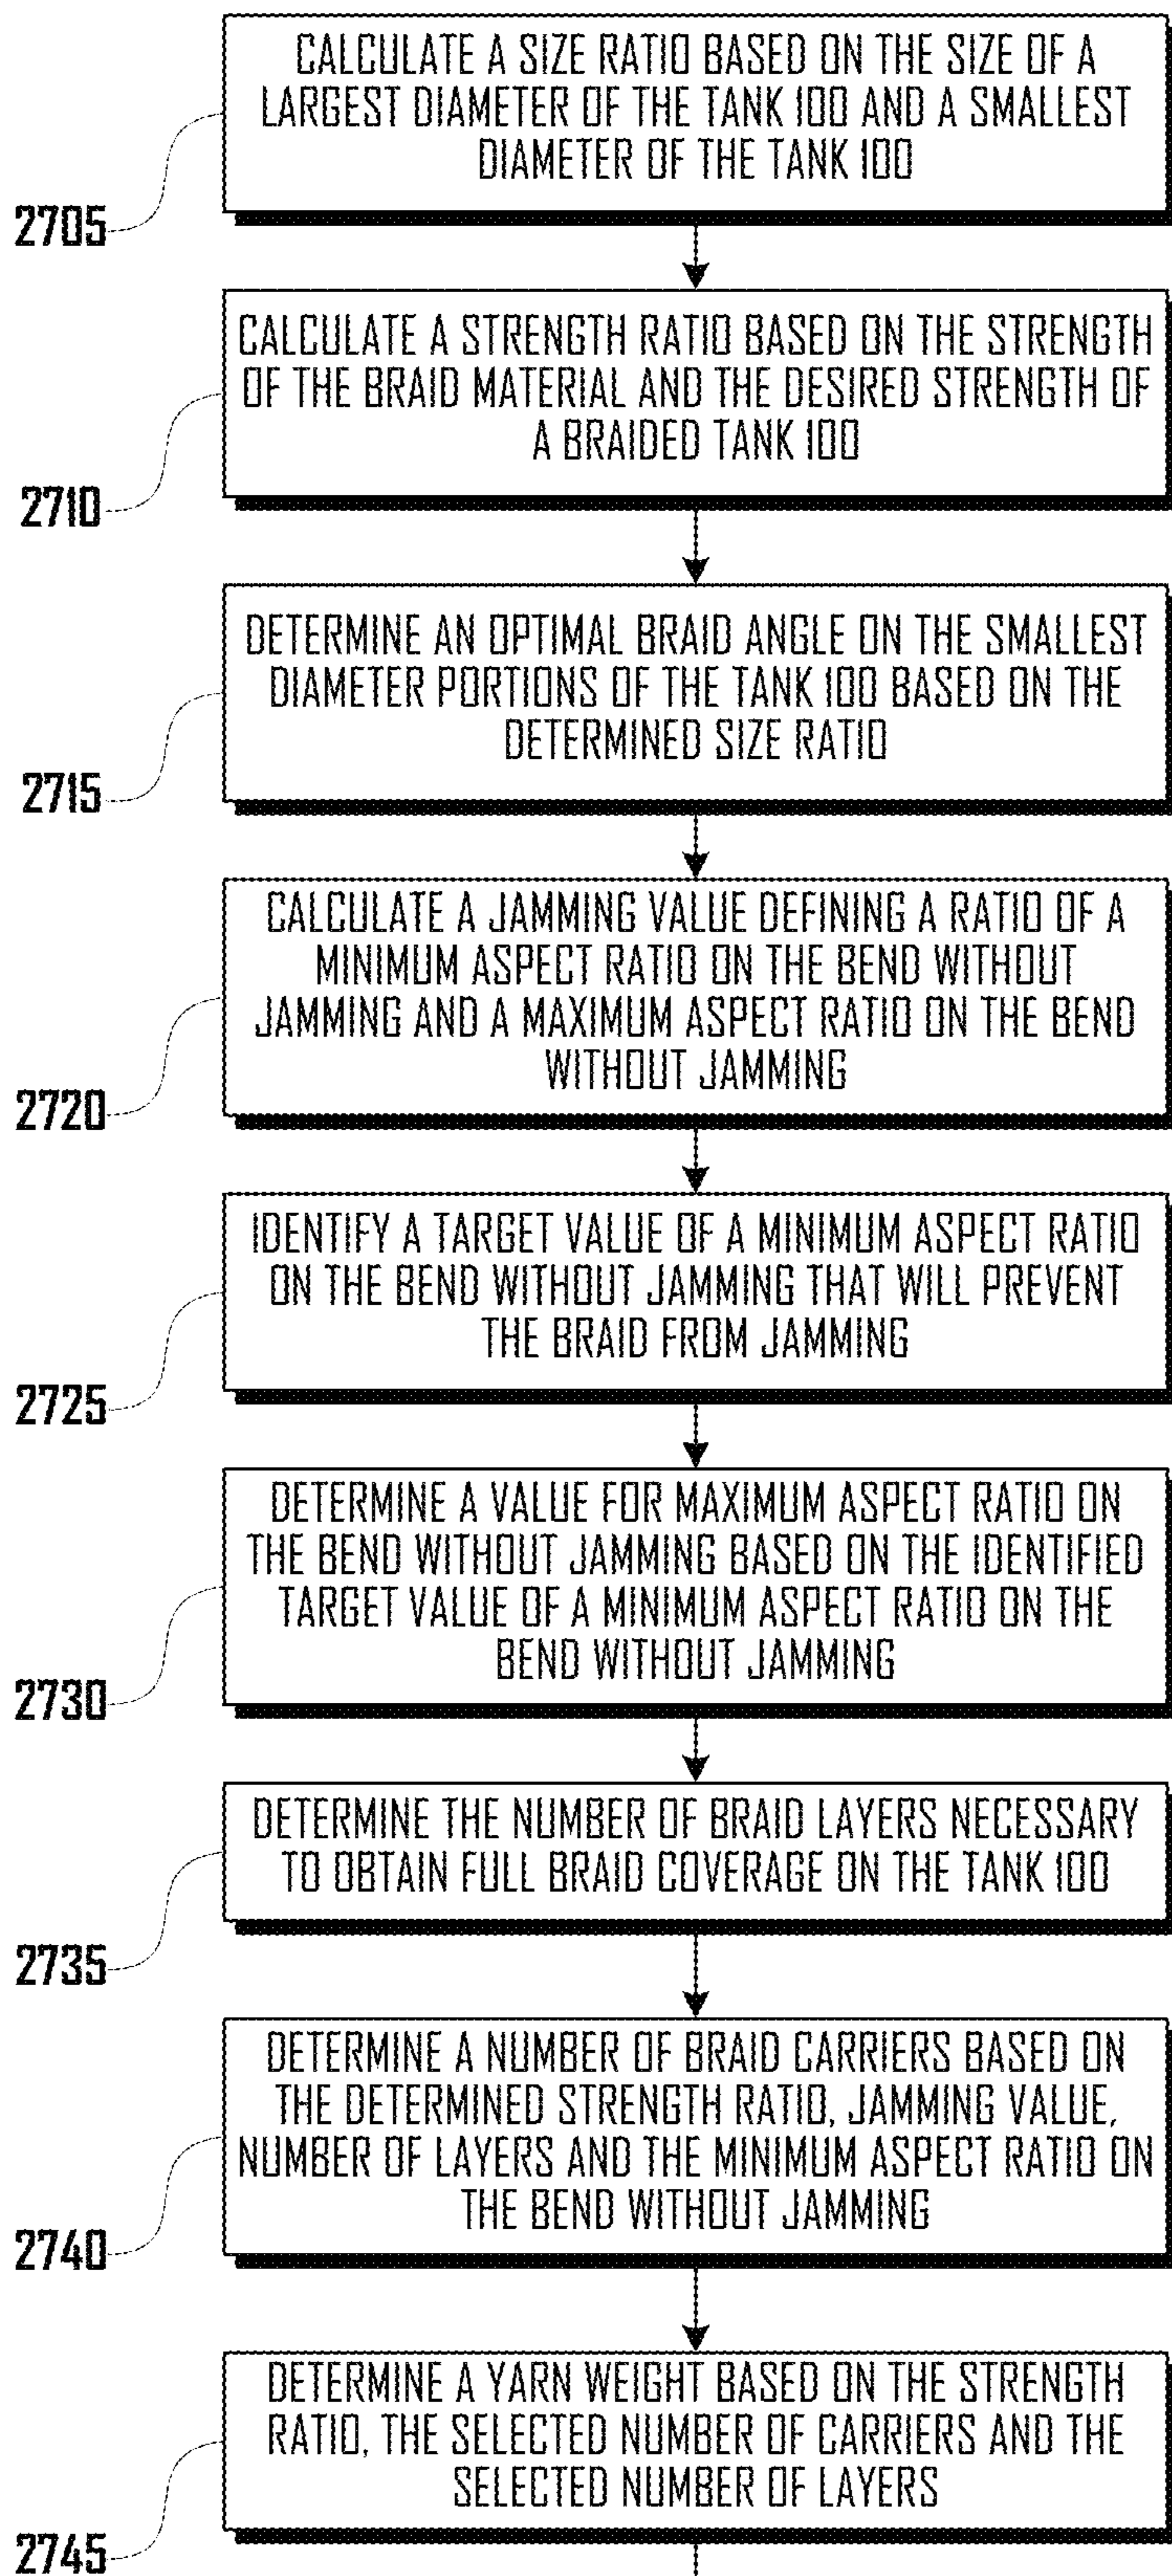 CALCULATE A SIZE RATIO BASED ON THE SIZE OF A
LARGEST DIAMETER OF THE TANK 100 AND A SMALLEST
DIAMETER OF THE TANK 100
2705
CALCULATE A STRENGTH RATIO BASED ON THE STRENGTH
OF THE BRAID MATERIAL AND THE DESIRED STRENGTH OF
A BRAIDED TANK 100
2710
DETERMINE AN OPTIMAL BRAID ANGLE ON THE SMALLEST
DIAMETER PORTIONS OF THE TANK 100 BASED ON THE
DETERMINED SIZE RATIO
2715
CALCULATE A JAMMING VALUE DEFINING A RATIO OF A
MINIMUM ASPECT RATIO ON THE BEND WITHOUT
JAMMING AND A MAXIMUM ASPECT RATIO ON THE BEND
WITHOUT JAMMING
2720
IDENTIFY A TARGET VALUE OF A MINIMUM ASPECT RATIO
ON THE BEND WITHOUT JAMMING THAT WILL PREVENT
THE BRAID FROM JAMMING
2725
DETERMINE A VALUE FOR MAXIMUM ASPECT RATIO ON
THE BEND WITHOUT JAMMING BASED ON THE IDENTIFIED
TARGET VALUE OF A MINIMUM ASPECT RATIO ON THE
BEND WITHOUT JAMMING
2730
DETERMINE THE NUMBER OF BRAID LAYERS NECESSARY
TO OBTAIN FULL BRAID COVERAGE ON THE TANK 100
2735
DETERMINE A NUMBER OF BRAID CARRIERS BASED ON
THE DETERMINED STRENGTH RATIO, JAMMING VALUE,
NUMBER OF LAYERS AND THE MINIMUM ASPECT RATIO ON
THE BEND WITHOUT JAMMING
2740
DETERMINE A YARN WEIGHT BASED ON THE STRENGTH
RATIO, THE SELECTED NUMBER OF CARRIERS AND THE
SELECTED NUMBER OF LAYERS
2745